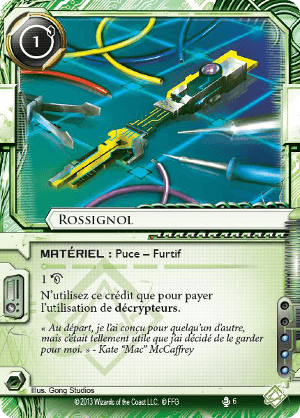 1
ROSSIGNOL
MATÉRIEL : Puce – Furtif
1
N'utilisez ce crédit que pour payer
l'utilisation de décrypteurs.
« Au départ, je l'ai conçu pour quelqu'un d'autre,
mais c'était tellement utile que j'ai décidé de le garder
pour moi. » - Kate "Mac" McCaffrey
Illus. Gong Studios
© 2013 Wizards of the Coast LLC. © FFG
6